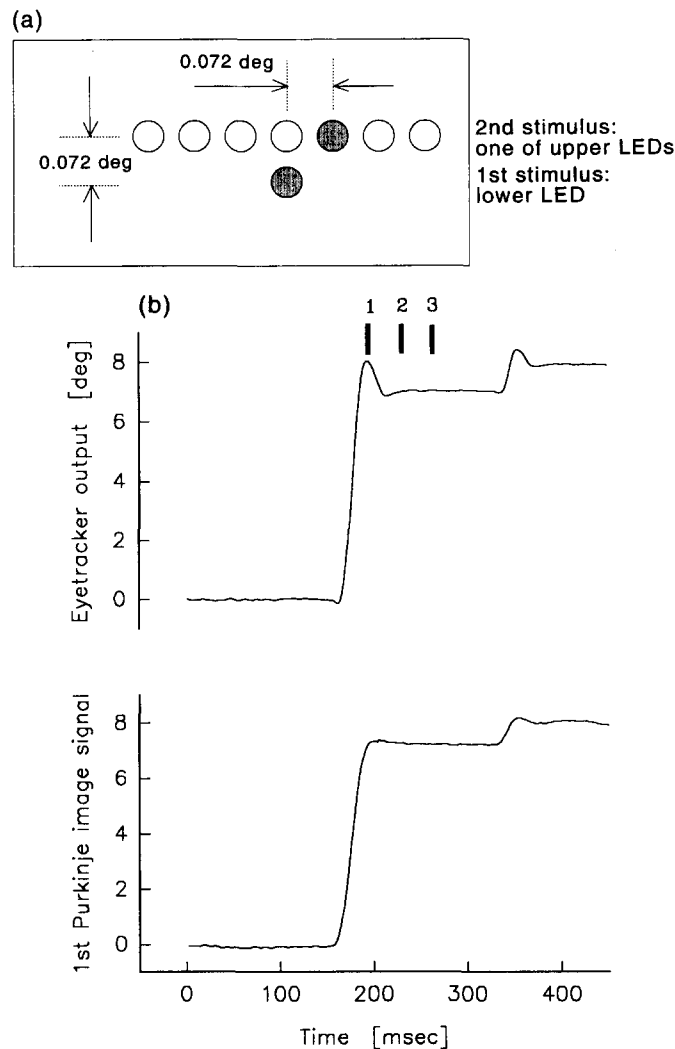 (a)
0.072 deg
0.072 deg
2nd stimulus:
one of upper LEDs
1st stimulus:
lower LED
(b)
1 2 3
Eyetracker output [deg]
8
6
4
2
0
1st Purkinje image signal
8
6
4
2
0
0 100 200 300 400
Time [msec]